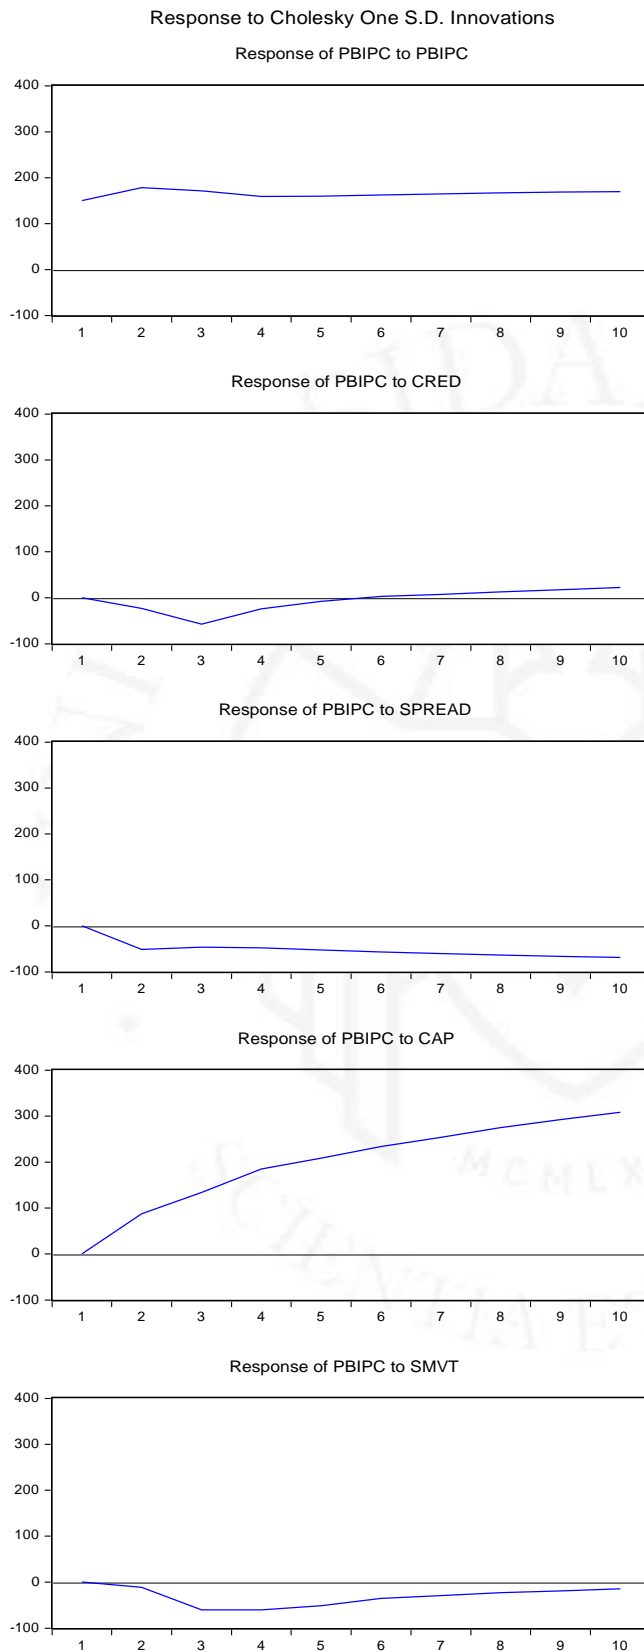 Response to Cholesky One S.D. Innovations
Response of PBIPC to PBIPC
400
300
200
100
0
-100
1 2 3 4 5 6 7 8 9 10
Response of PBIPC to CRED
400
300
200
100
0
-100
1 2 3 4 5 6 7 8 9 10
Response of PBIPC to SPREAD
400
300
200
100
0
-100
1 2 3 4 5 6 7 8 9 10
Response of PBIPC to CAP
400
300
200
100
0
-100
1 2 3 4 5 6 7 8 9 10
Response of PBIPC to SMVT
400
300
200
100
0
-100
1 2 3 4 5 6 7 8 9 10